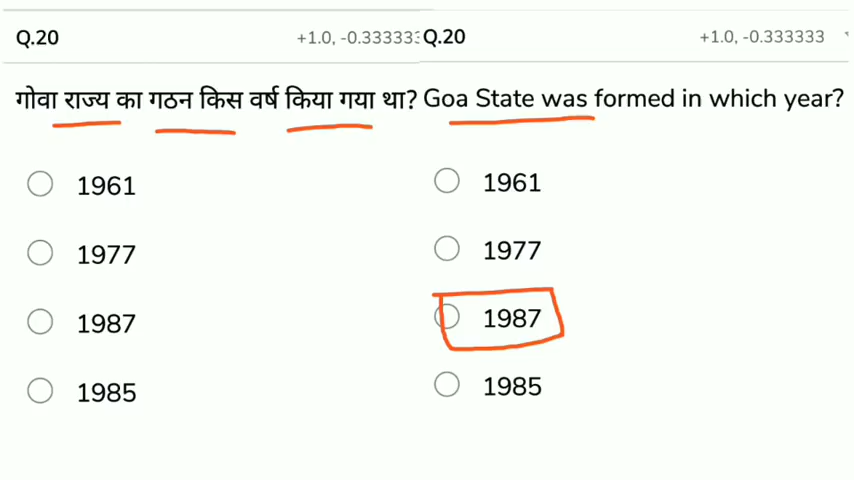 Q.20
+1.0, -0.333333
गोवा राज्य का गठन किस वर्ष किया गया था?
1961
1977
1987
1985
Q.20
+1.0, -0.333333
Goa State was formed in which year?
1961
1977
1987
1985